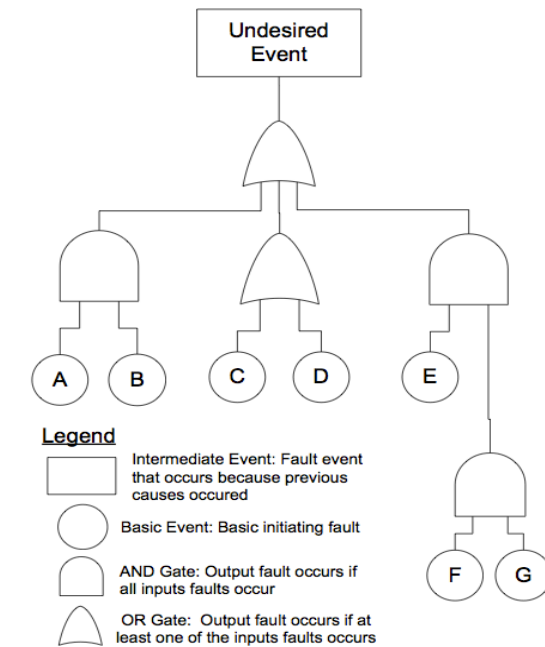 Undesired
Event
A
B
C
D
E
F
G
Legend
Intermediate Event: Fault event
that occurs because previous
causes occured
Basic Event: Basic initiating fault
AND Gate: Output fault occurs if
all inputs faults occur
OR Gate: Output fault occurs if at
least one of the inputs faults occurs